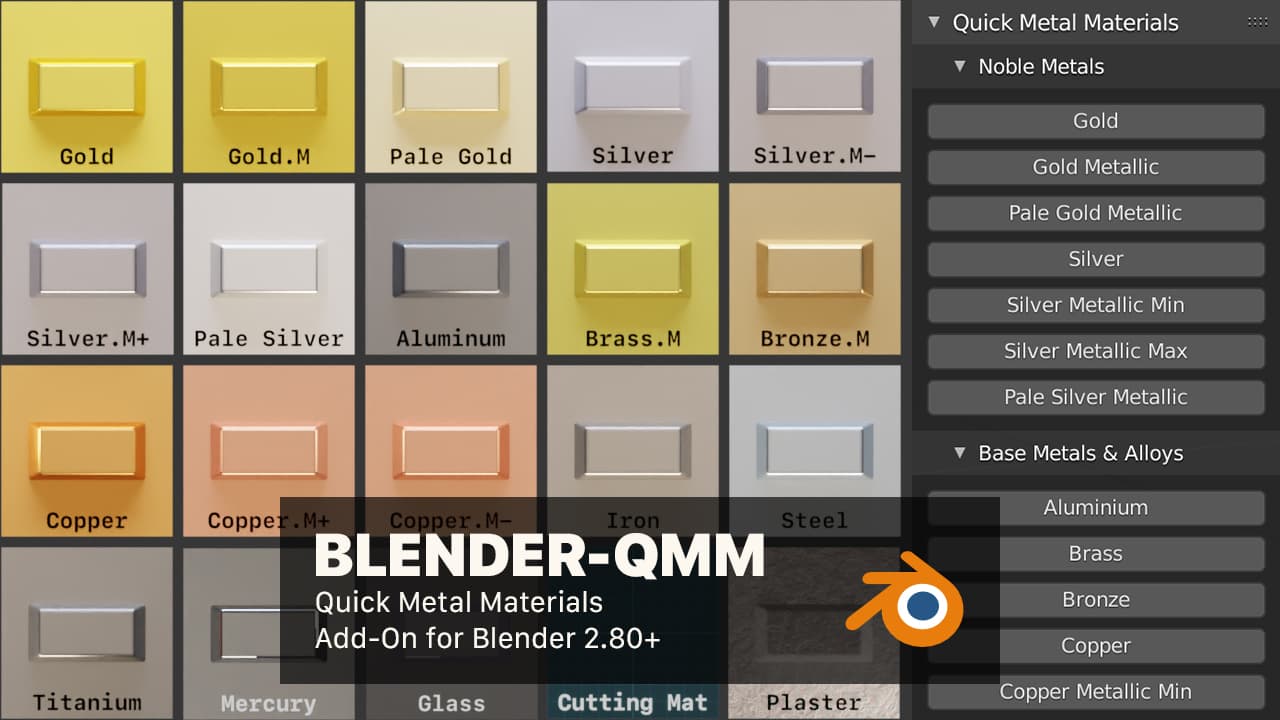 Gold
Gold.M
Pale Gold
Silver
Silver.M-
Silver.M+
Pale Silver
Aluminum
Brass.M
Bronze.M
Copper
Copper.M+
Copper.M-
Iron
Steel
Titanium
Mercury
Glass
Cutting Mat
Plaster
BLENDER-QMM
Quick Metal Materials
Add-On for Blender 2.80+
Quick Metal Materials
Noble Metals
Gold
Gold Metallic
Pale Gold Metallic
Silver
Silver Metallic Min
Silver Metallic Max
Pale Silver Metallic
Base Metals & Alloys
Aluminium
Brass
Bronze
Copper
Copper Metallic Min